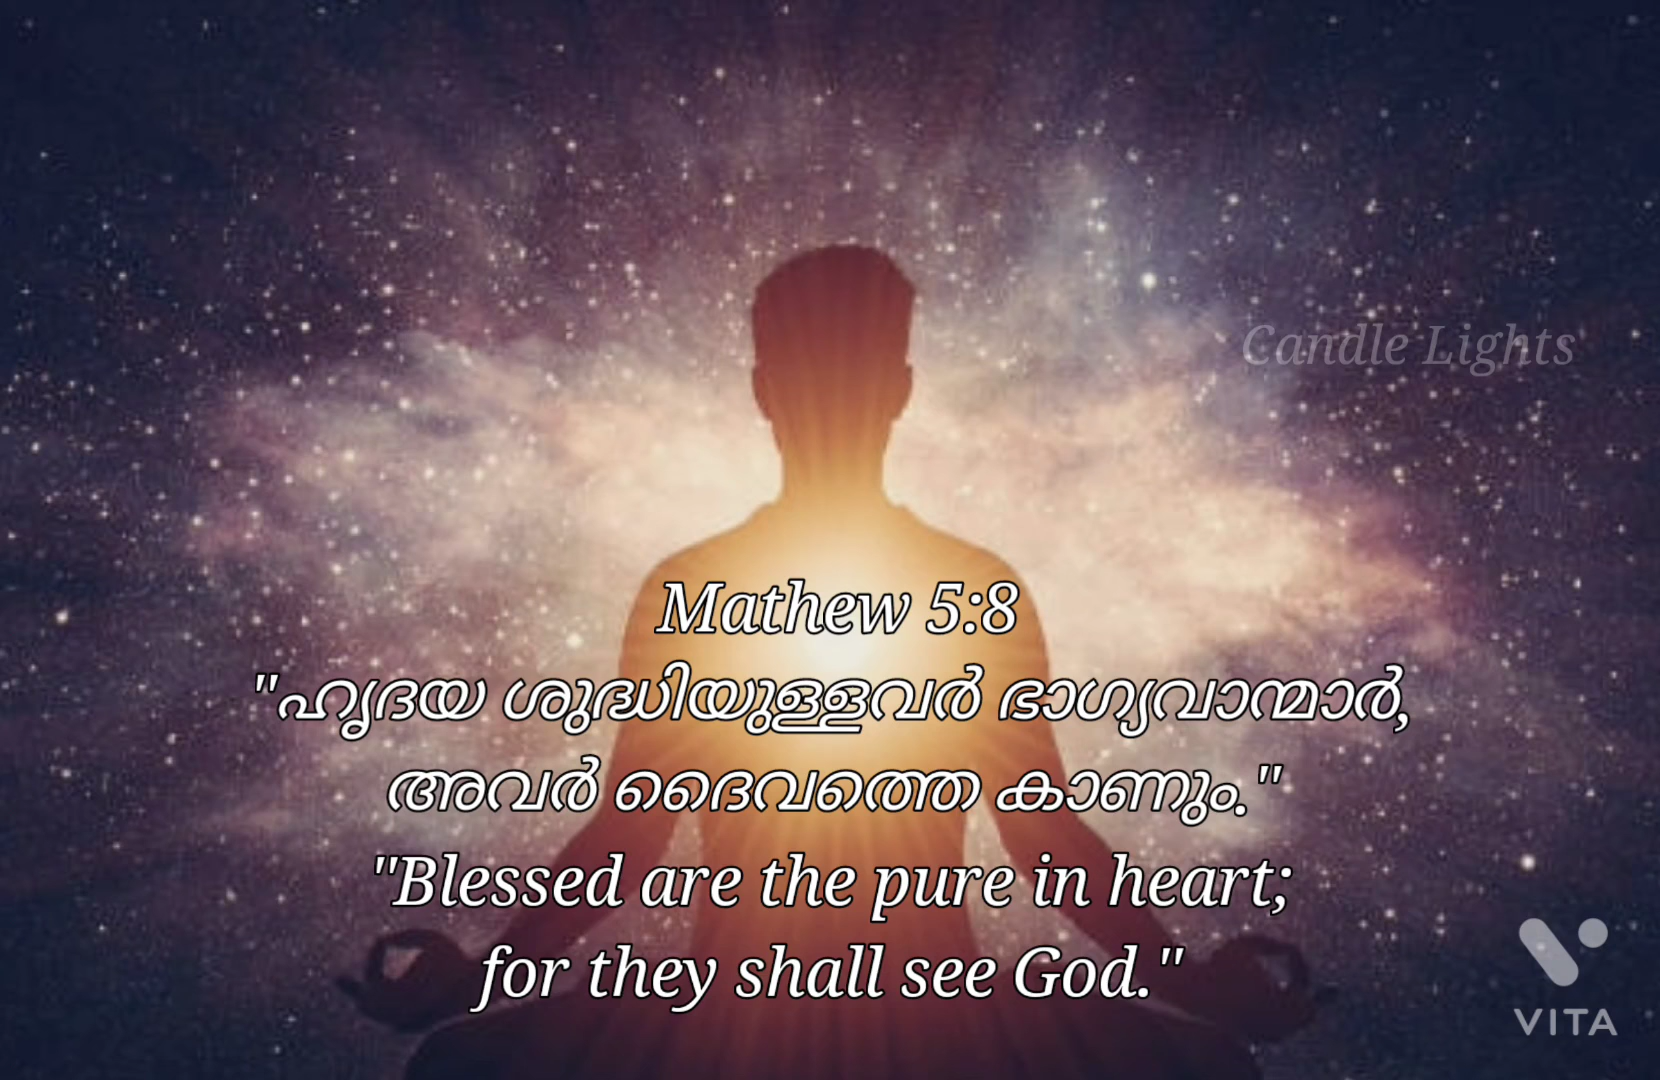 Candle Lights
Mathew 5:8
"ഹൃദയ ശുദ്ധിയുള്ളവർ ഭാഗ്യവാന്മാർ,
അവർ ദൈവത്തെ കാണും."
"Blessed are the pure in heart;
for they shall see God."
VITA